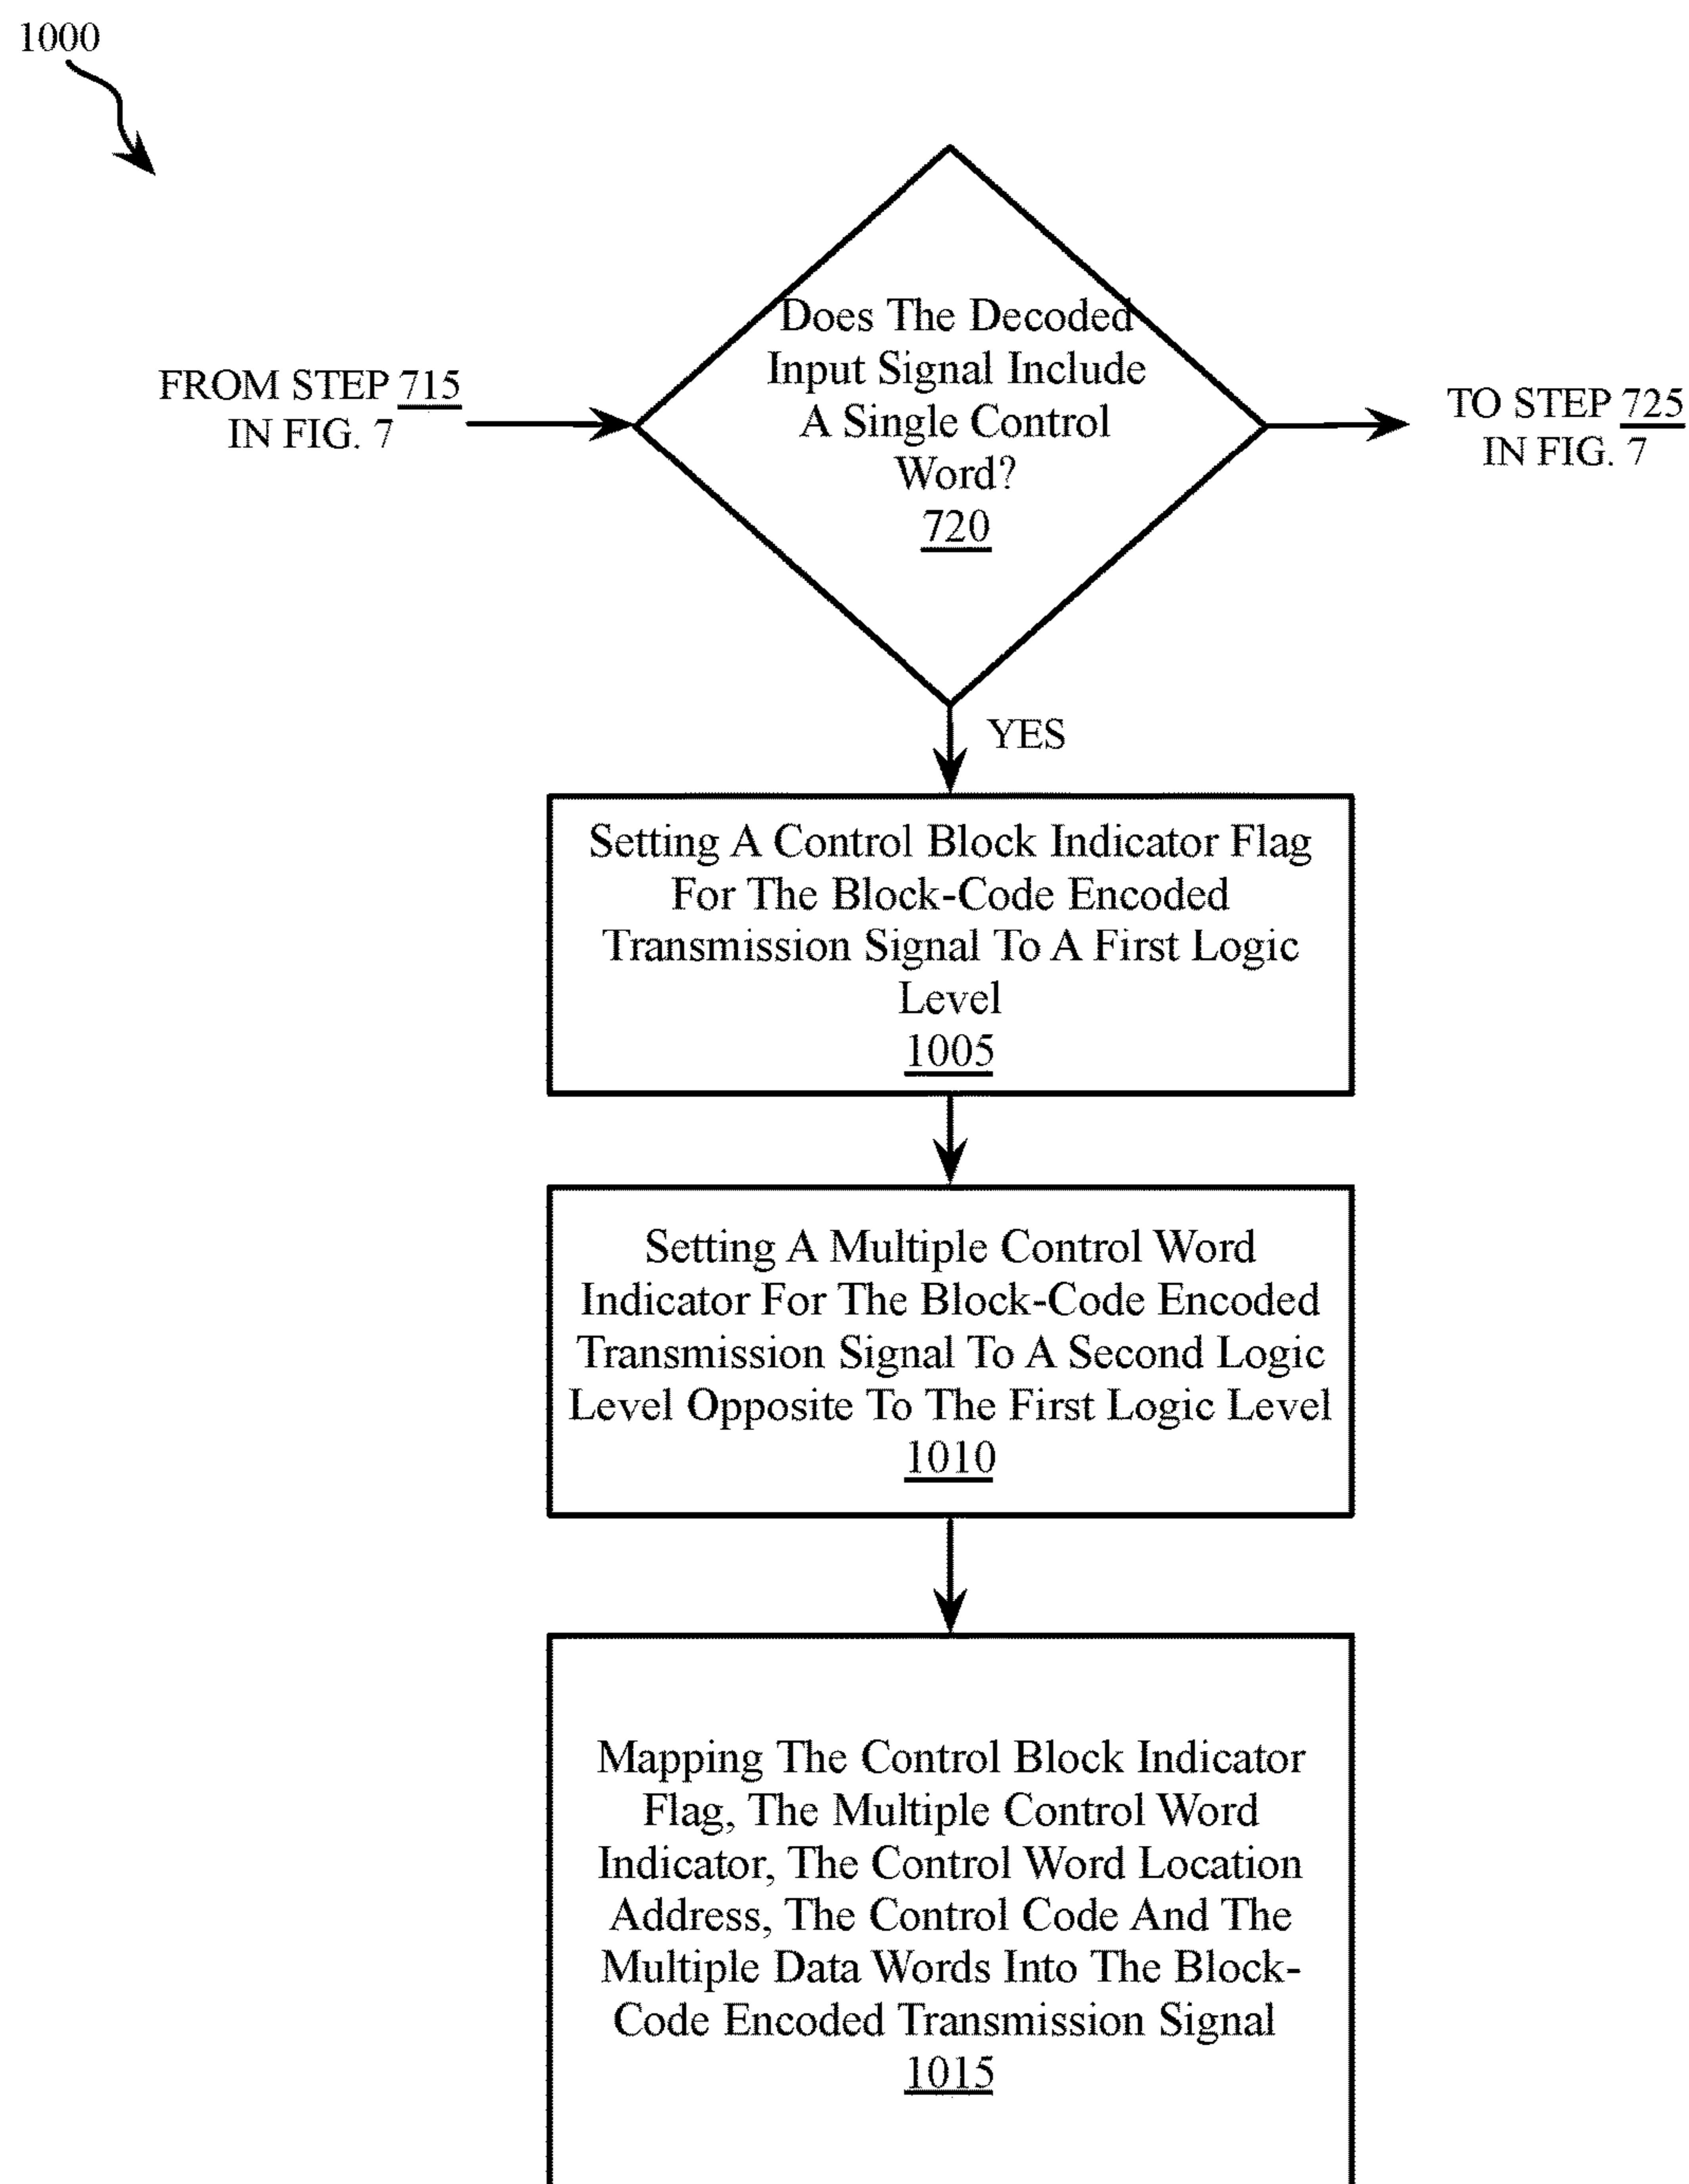 1000
Does The Decoded
Input Signal Include
A Single Control
Word?
720
FROM STEP 715
IN FIG. 7
TO STEP 725
IN FIG. 7
YES
Setting A Control Block Indicator Flag
For The Block-Code Encoded
Transmission Signal To A First Logic
Level
1005
Setting A Multiple Control Word
Indicator For The Block-Code Encoded
Transmission Signal To A Second Logic
Level Opposite To The First Logic Level
1010
Mapping The Control Block Indicator
Flag, The Multiple Control Word
Indicator, The Control Word Location
Address, The Control Code And The
Multiple Data Words Into The Block-
Code Encoded Transmission Signal
1015